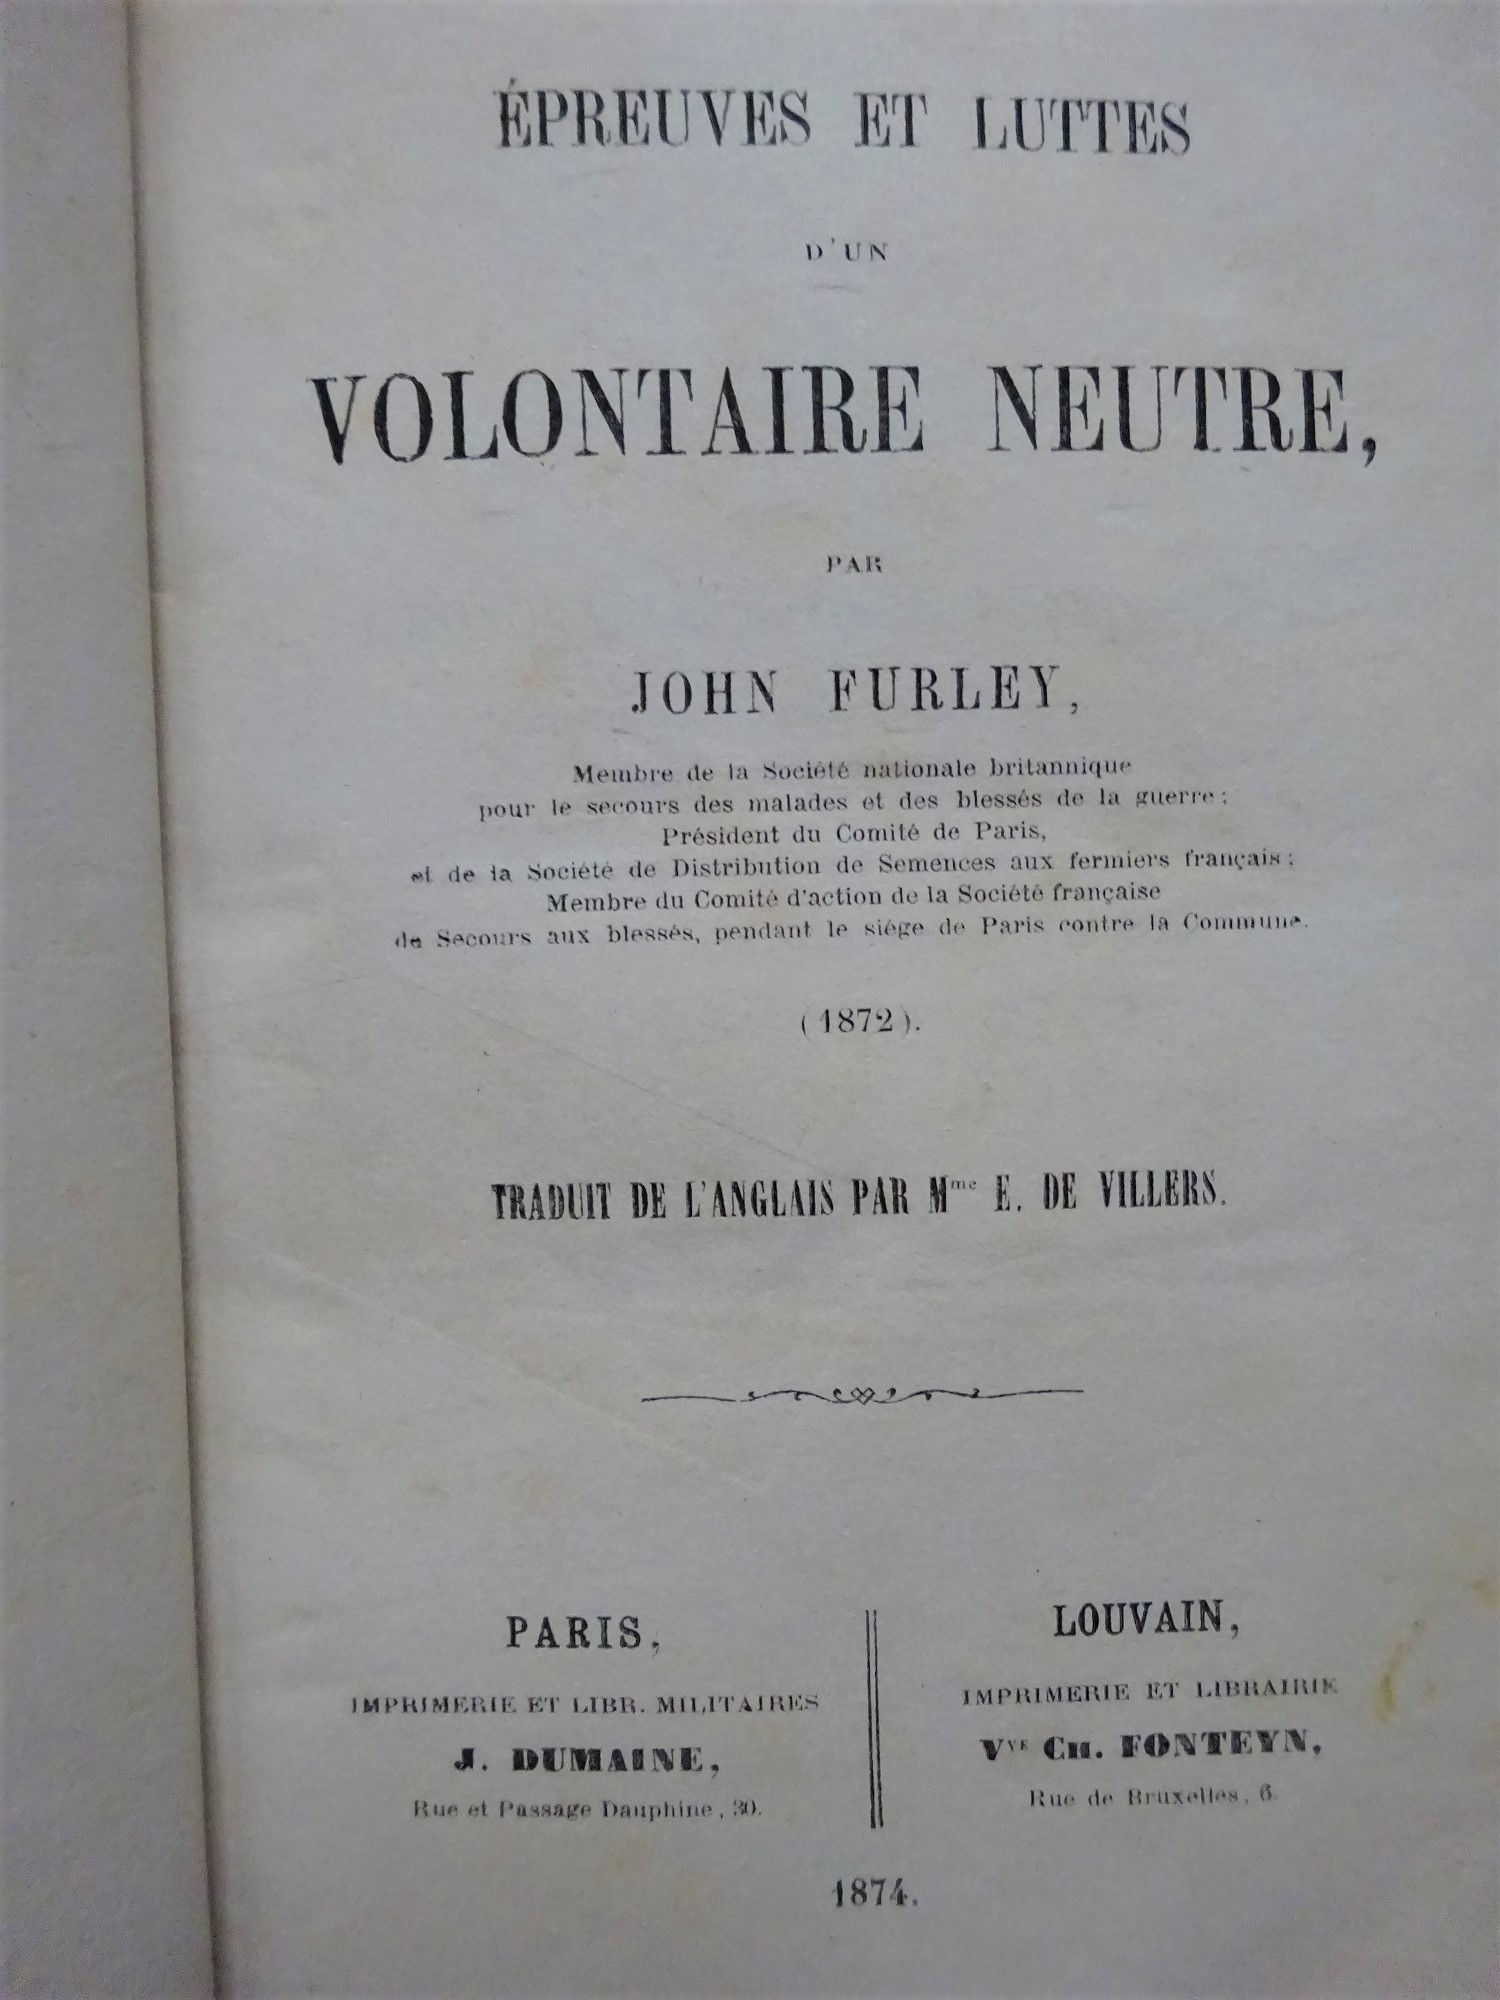 ÉPREUVES ET LUTTES
D'UN
VOLONTAIRE NEUTRE,
PAR
JOHN FURLEY,
Membre de la Société nationale britannique
pour le secours des malades et des blessés de la guerre;
Président du Comité de Paris,
et de la Société de Distribution de Semences aux fermiers français;
Membre du Comité d'action de la Société française
de Secours aux blessés, pendant le siége de Paris contre la Commune.
(1872).
TRADUIT DE L'ANGLAIS PAR Mme E. DE VILLERS.
PARIS,
IMPRIMERIE ET LIBR. MILITAIRES
J. DUMAINE,
Rue et Passage Dauphine, 30.
LOUVAIN,
IMPRIMERIE ET LIBRAIRIE
VVE CH. FONTEYN,
Rue de Bruxelles, 6.
1874.